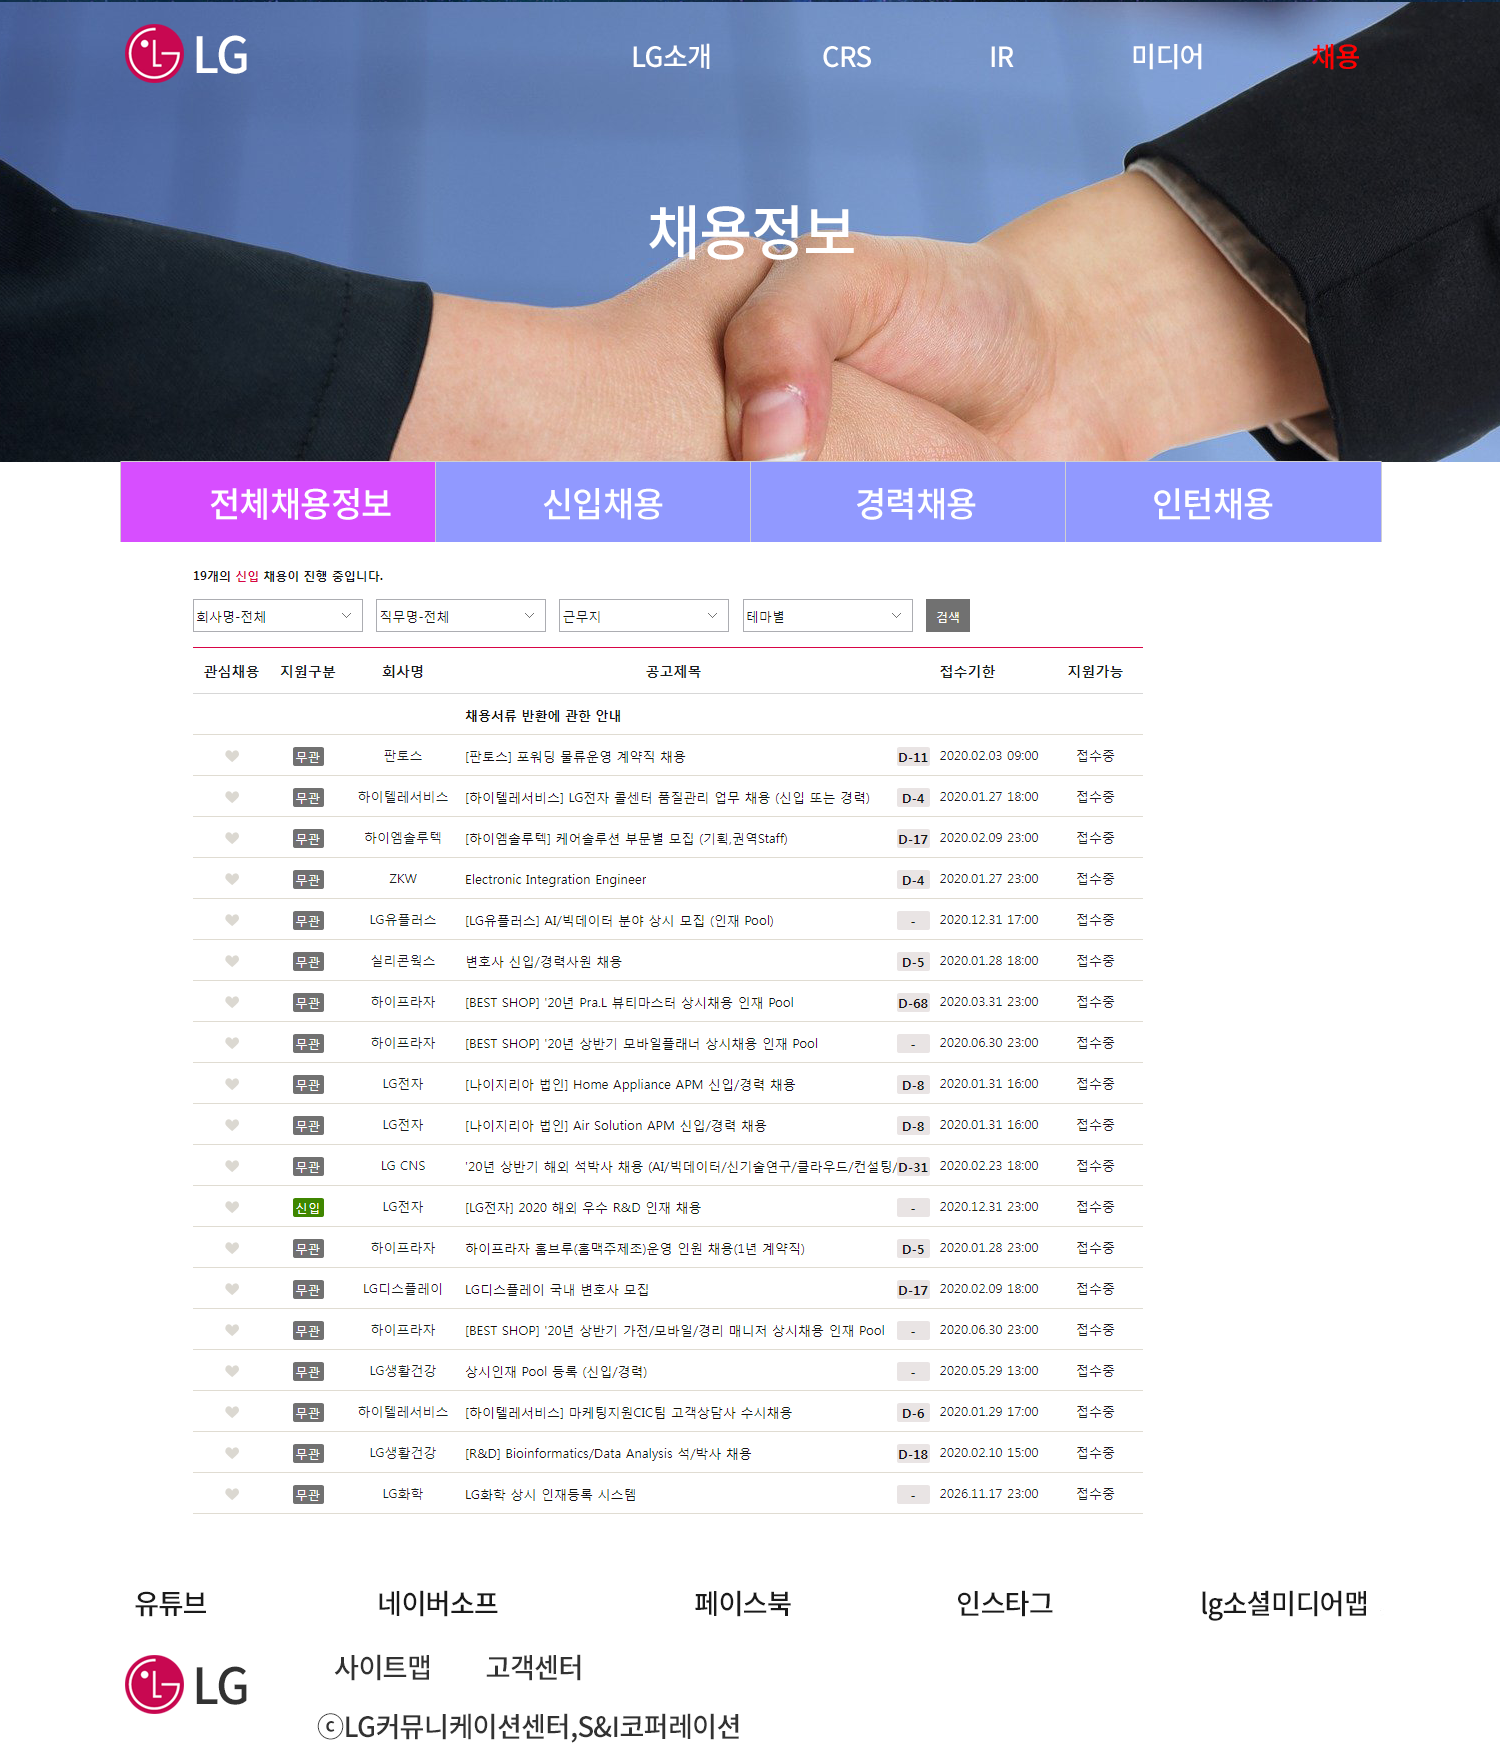 LG LG소개 CRS IR 미디어 채용
채용정보
전체채용정보 신입채용 경력채용 인턴채용
19개의 신입 채용이 진행 중입니다.
회사명-전체 직무명-전체 근무지 테마별 검색
관심채용 지원구분 회사명 공고제목 접수기한 지원가능
채용서류 반환에 관한 안내
무관 판토스 [판토스] 포워딩 물류운영 계약직 채용 D-11 2020.02.03 09:00 접수중
무관 하이텔레서비스 [하이텔레서비스] LG전자 콜센터 품질관리 업무 채용 (신입 또는 경력) D-4 2020.01.27 18:00 접수중
무관 하이엠솔루텍 [하이엠솔루텍] 케어솔루션 부문별 모집 (기획,권역Staff) D-17 2020.02.09 23:00 접수중
무관 ZKW Electronic Integration Engineer D-4 2020.01.27 23:00 접수중
무관 LG유플러스 [LG유플러스] AI/빅데이터 분야 상시 모집 (인재 Pool) - 2020.12.31 17:00 접수중
무관 실리콘웍스 변호사 신입/경력사원 채용 D-5 2020.01.28 18:00 접수중
무관 하이프라자 [BEST SHOP] '20년 Pra.L 뷰티마스터 상시채용 인재 Pool D-68 2020.03.31 23:00 접수중
무관 하이프라자 [BEST SHOP] '20년 상반기 모바일플래너 상시채용 인재 Pool - 2020.06.30 23:00 접수중
무관 LG전자 [나이지리아 법인] Home Appliance APM 신입/경력 채용 D-8 2020.01.31 16:00 접수중
무관 LG전자 [나이지리아 법인] Air Solution APM 신입/경력 채용 D-8 2020.01.31 16:00 접수중
무관 LG CNS '20년 상반기 해외 석박사 채용 (AI/빅데이터/신기술연구/클라우드/컨설팅/ D-31 2020.02.23 18:00 접수중
신입 LG전자 [LG전자] 2020 해외 우수 R&D 인재 채용 - 2020.12.31 23:00 접수중
무관 하이프라자 하이프라자 홈브루(홈맥주제조)운영 인원 채용(1년 계약직) D-5 2020.01.28 23:00 접수중
무관 LG디스플레이 LG디스플레이 국내 변호사 모집 D-17 2020.02.09 18:00 접수중
무관 하이프라자 [BEST SHOP] '20년 상반기 가전/모바일/경리 매니저 상시채용 인재 Pool - 2020.06.30 23:00 접수중
무관 LG생활건강 상시인재 Pool 등록 (신입/경력) - 2020.05.29 13:00 접수중
무관 하이텔레서비스 [하이텔레서비스] 마케팅지원CIC팀 고객상담사 수시채용 D-6 2020.01.29 17:00 접수중
무관 LG생활건강 [R&D] Bioinformatics/Data Analysis 석/박사 채용 D-18 2020.02.10 15:00 접수중
무관 LG화학 LG화학 상시 인재등록 시스템 - 2026.11.17 23:00 접수중
유튜브 네이버소프 페이스북 인스타그 lg소셜미디어맵
LG 사이트맵 고객센터
ⓒLG커뮤니케이션센터,S&I코퍼레이션